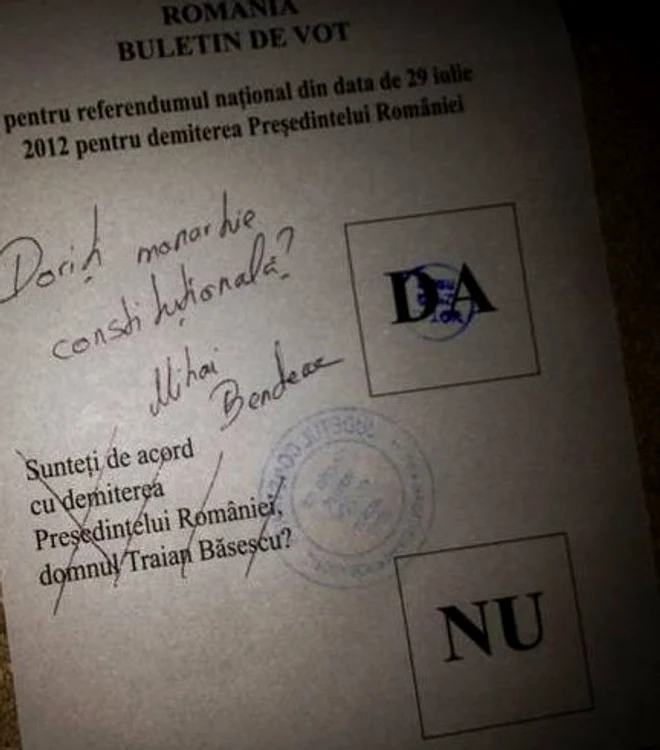 ROMÂNIA
BULETIN DE VOT
pentru referendumul național din data de 29 iulie
2012 pentru demiterea Președintelui României
Doriți monarhie
constituțională?
Mihai
Bendeac
DA
Sunteți de acord
cu demiterea
Președintelui României,
domnul Traian Băsescu?
NU